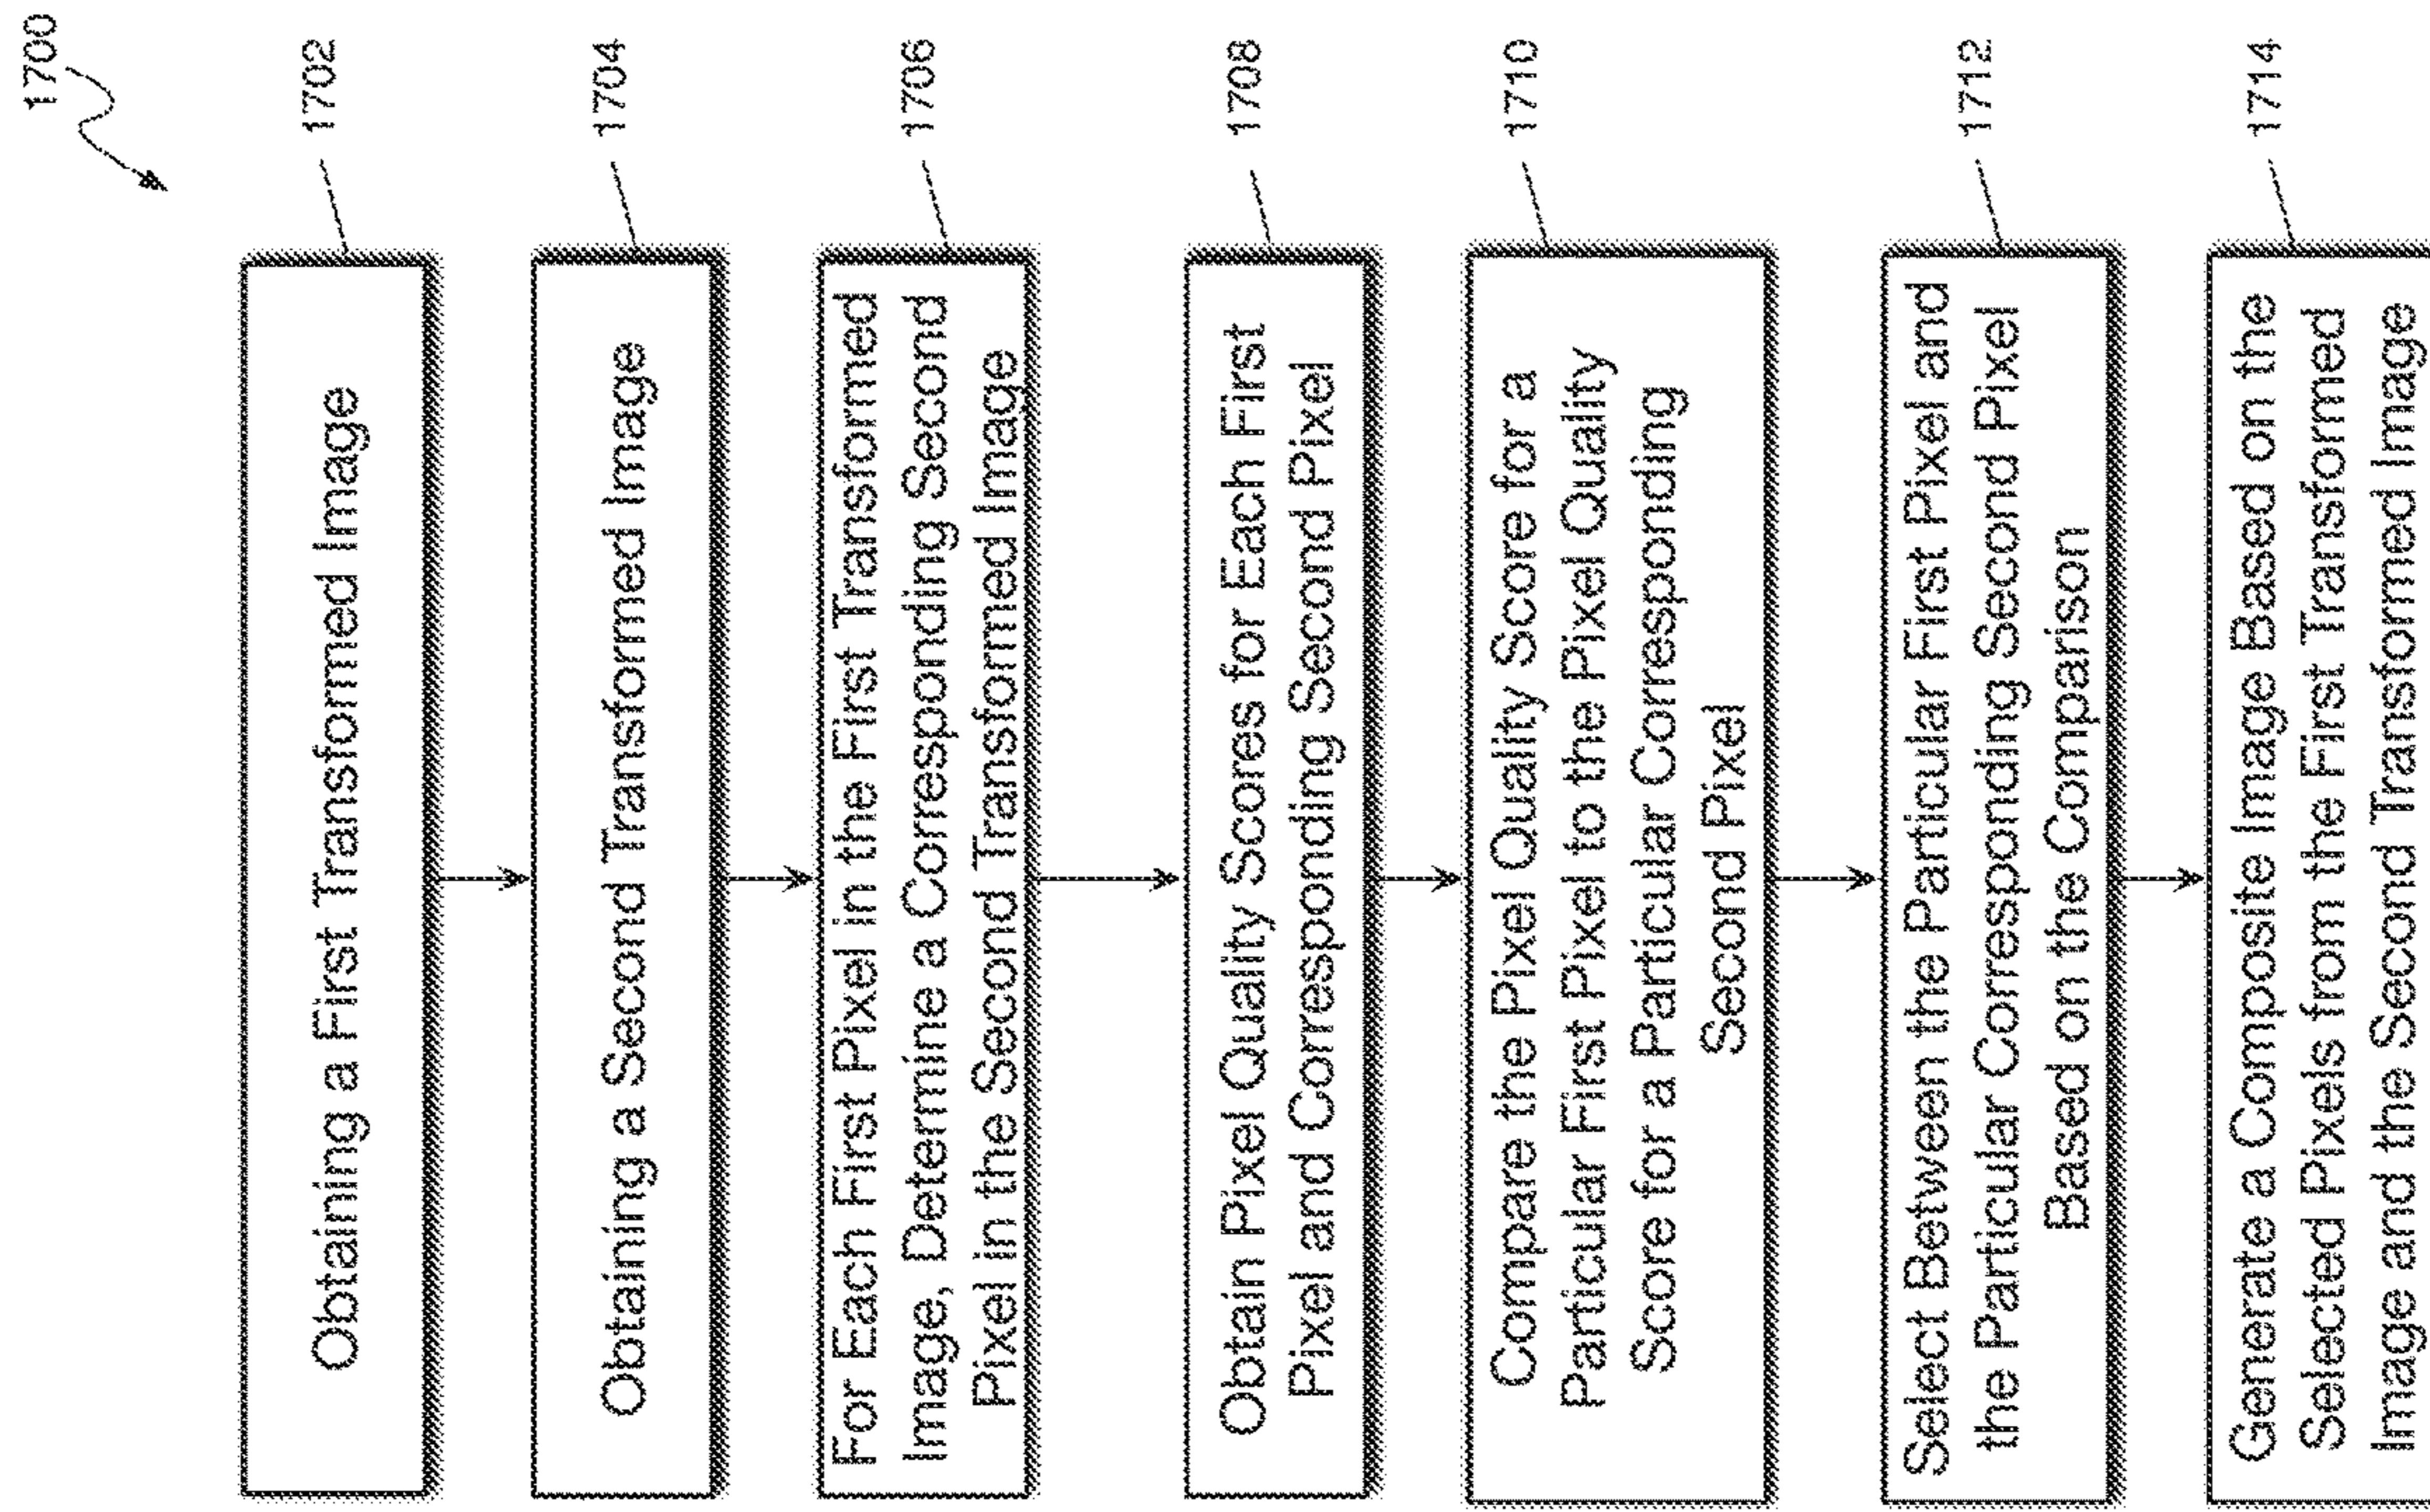 1700
Obtaining a First Transformed Image
1702
Obtaining a Second Transformed Image
1704
For Each First Pixel in the First Transformed
Image, Determine a Corresponding Second
Pixel in the Second Transformed Image
1706
Obtain Pixel Quality Scores for Each First
Pixel and Corresponding Second Pixel
1708
Compare the Pixel Quality Score for a
Particular First Pixel to the Pixel Quality
Score for a Particular Corresponding
Second Pixel
1710
Select Between the Particular First Pixel and
the Particular Corresponding Second Pixel
Based on the Comparison
1712
Generate a Composite Image Based on the
Selected Pixels from the First Transformed
Image and the Second Transformed Image
1714